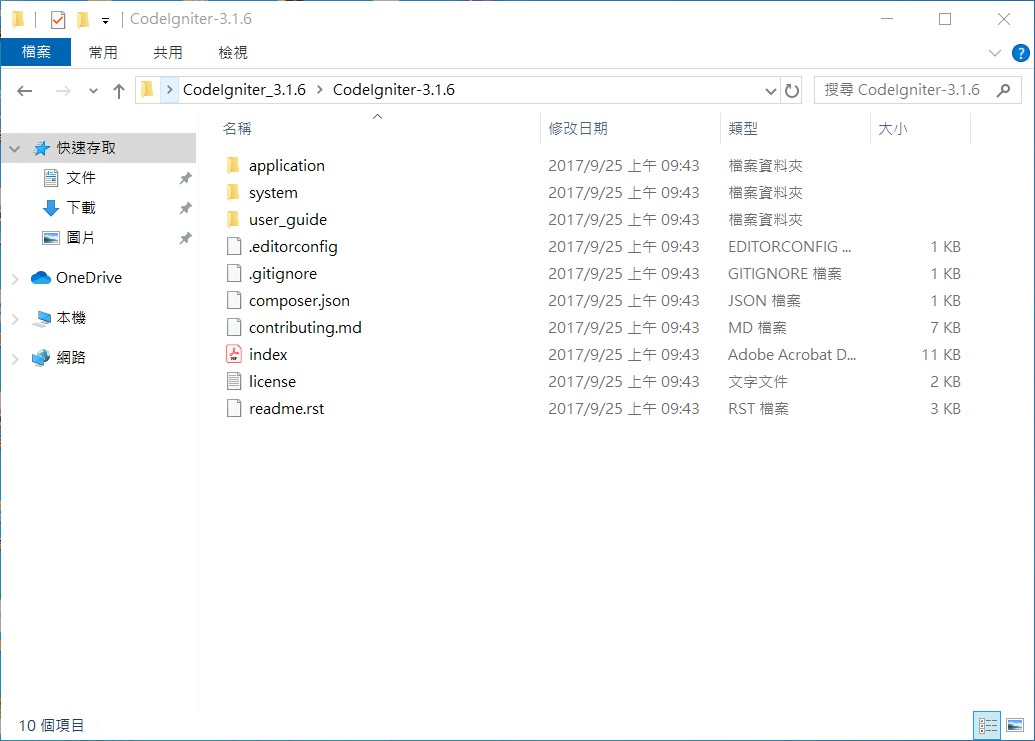 CodeIgniter-3.1.6
檔案 常用 共用 檢視
CodeIgniter_3.1.6 CodeIgniter-3.1.6 搜尋 CodeIgniter-3.1.6
名稱 修改日期 類型 大小
快速存取
文件
下載
圖片
OneDrive
本機
網路
application 2017/9/25 上午 09:43 檔案資料夾
system 2017/9/25 上午 09:43 檔案資料夾
user_guide 2017/9/25 上午 09:43 檔案資料夾
.editorconfig 2017/9/25 上午 09:43 EDITORCONFIG ... 1 KB
.gitignore 2017/9/25 上午 09:43 GITIGNORE 檔案 1 KB
composer.json 2017/9/25 上午 09:43 JSON 檔案 1 KB
contributing.md 2017/9/25 上午 09:43 MD 檔案 7 KB
index 2017/9/25 上午 09:43 Adobe Acrobat D... 11 KB
license 2017/9/25 上午 09:43 文字文件 2 KB
readme.rst 2017/9/25 上午 09:43 RST 檔案 3 KB
10 個項目